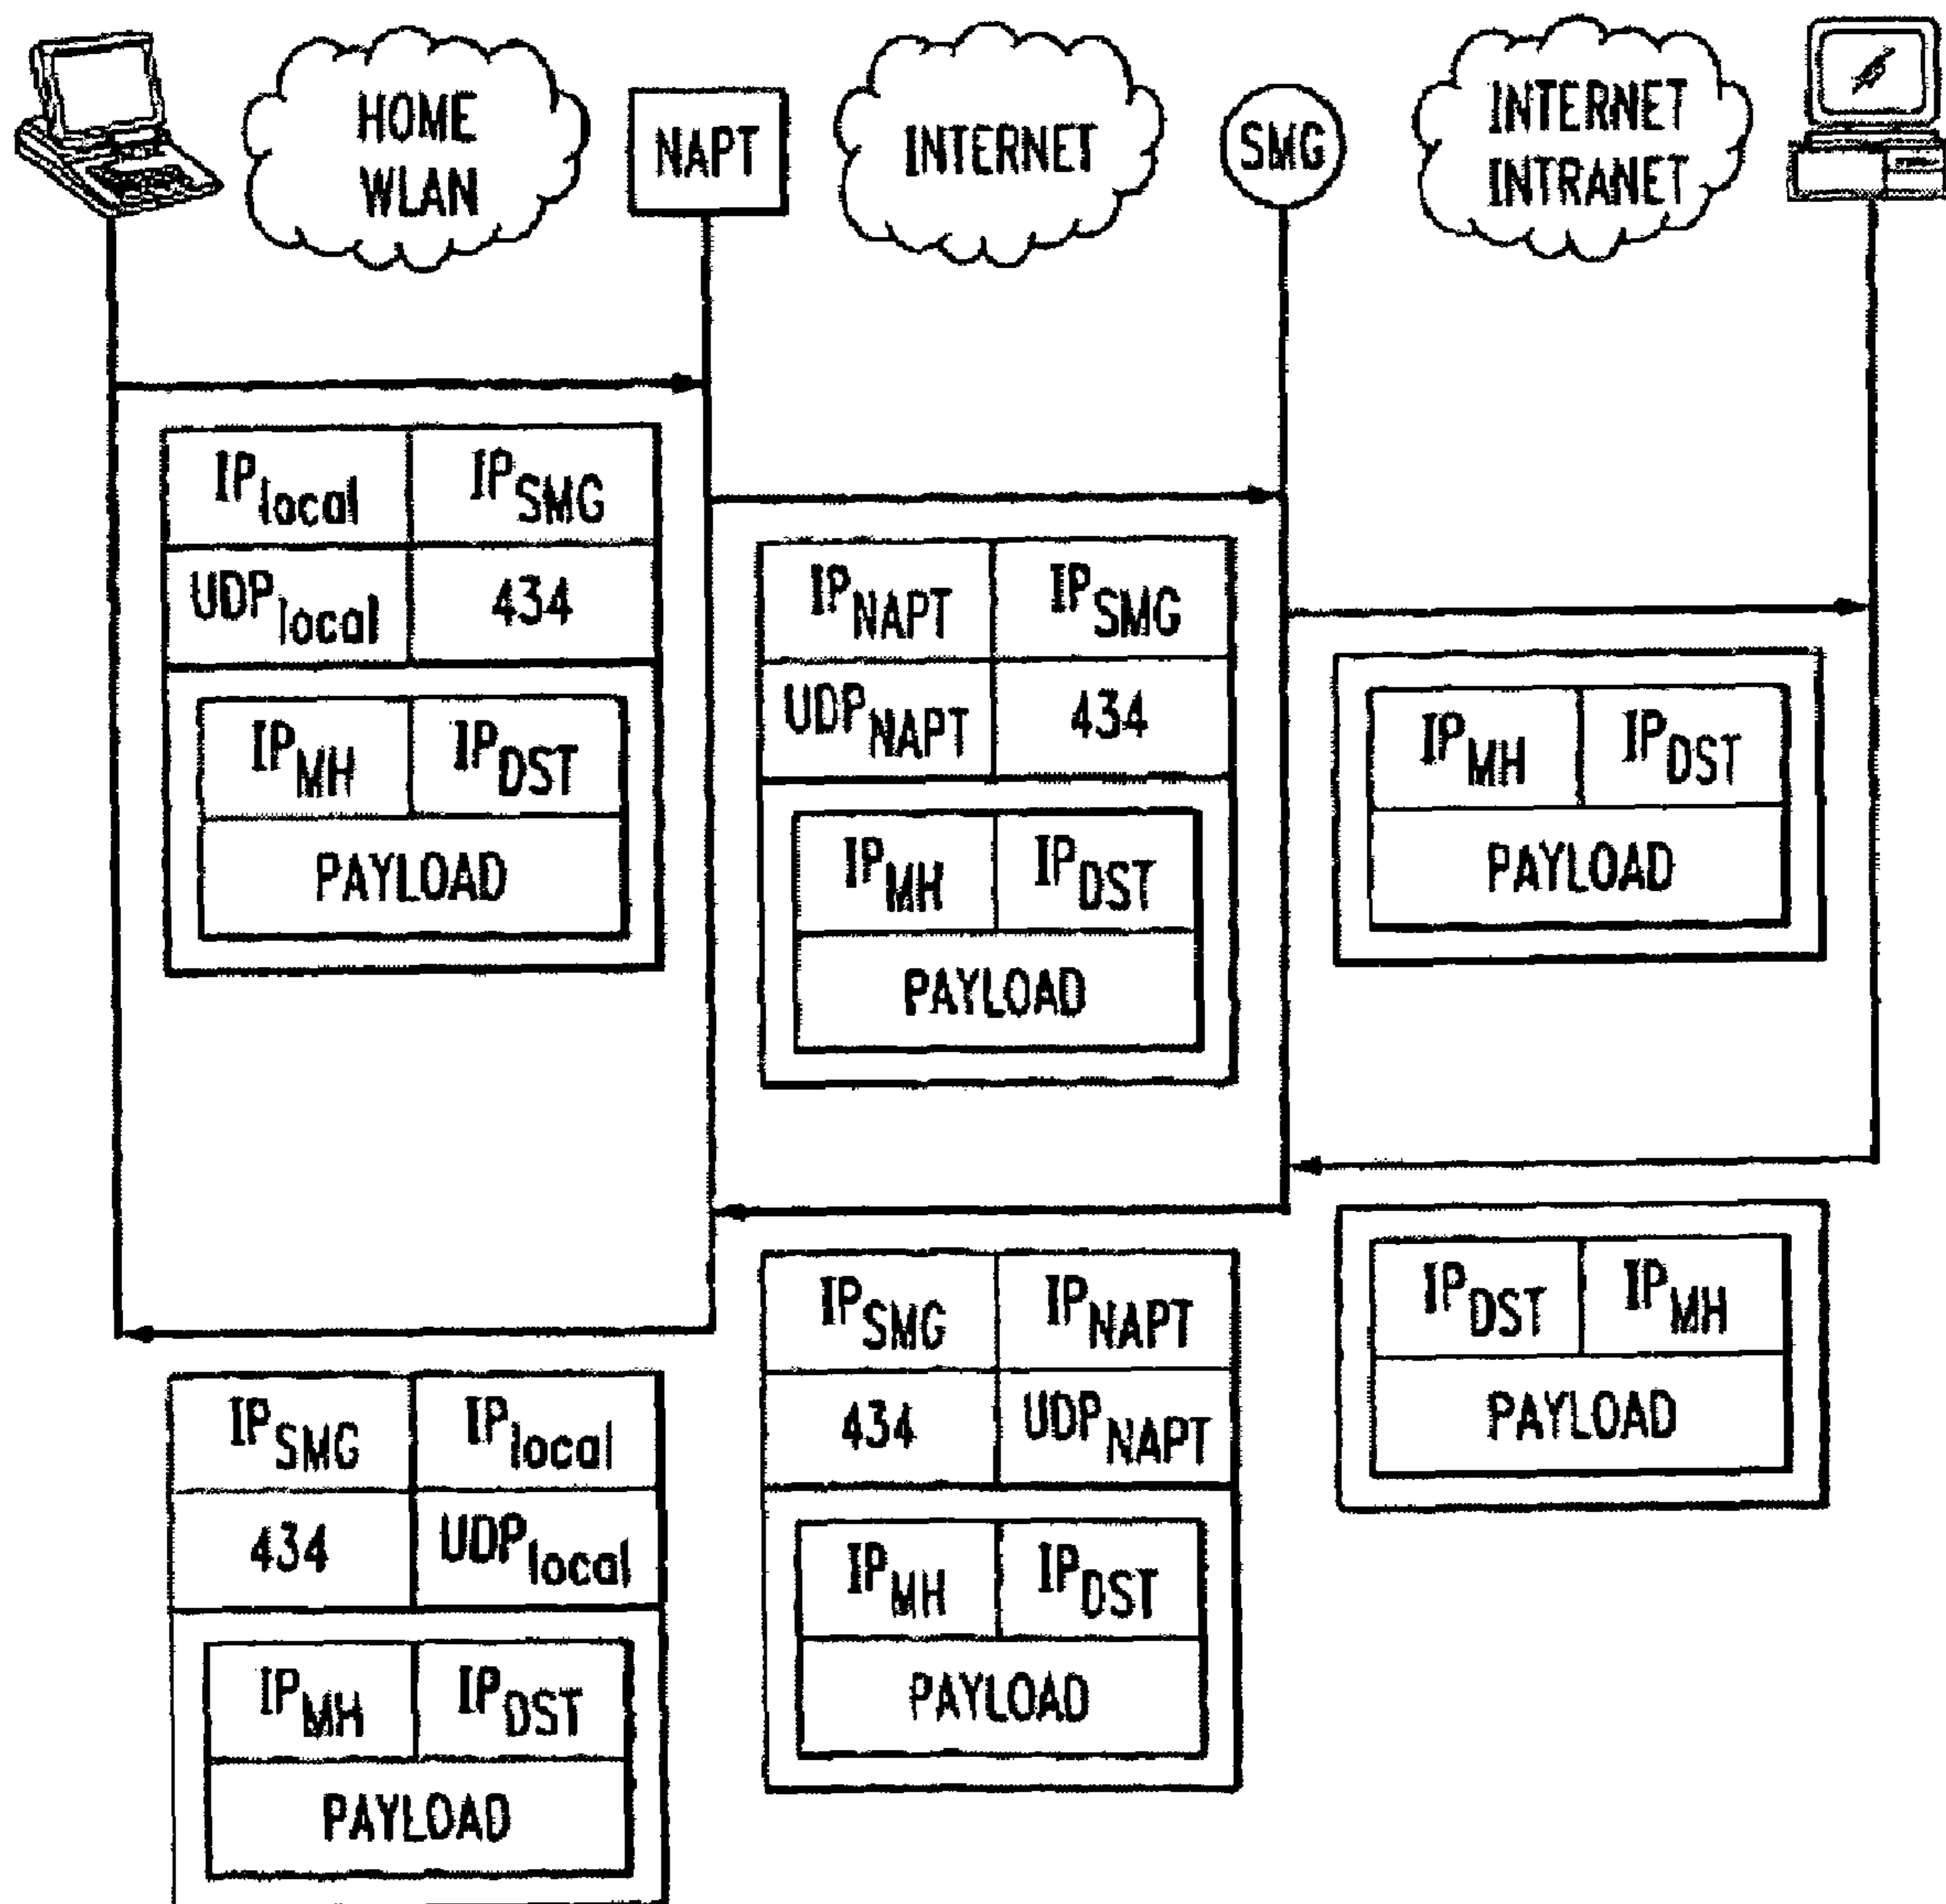 HOME
WLAN
NAPT
INTERNET
SMG
INTERNET
INTRANET
IPlocal IPSMG
UDPlocal 434
IPMH IPDST
PAYLOAD
IPNAPT IPSMG
UDPNAPT 434
IPMH IPDST
PAYLOAD
IPMH IPDST
PAYLOAD
IPDST IPMH
PAYLOAD
IPSMG IPNAPT
434 UDPNAPT
IPMH IPDST
PAYLOAD
IPSMG IPlocal
434 UDPlocal
IPMH IPDST
PAYLOAD